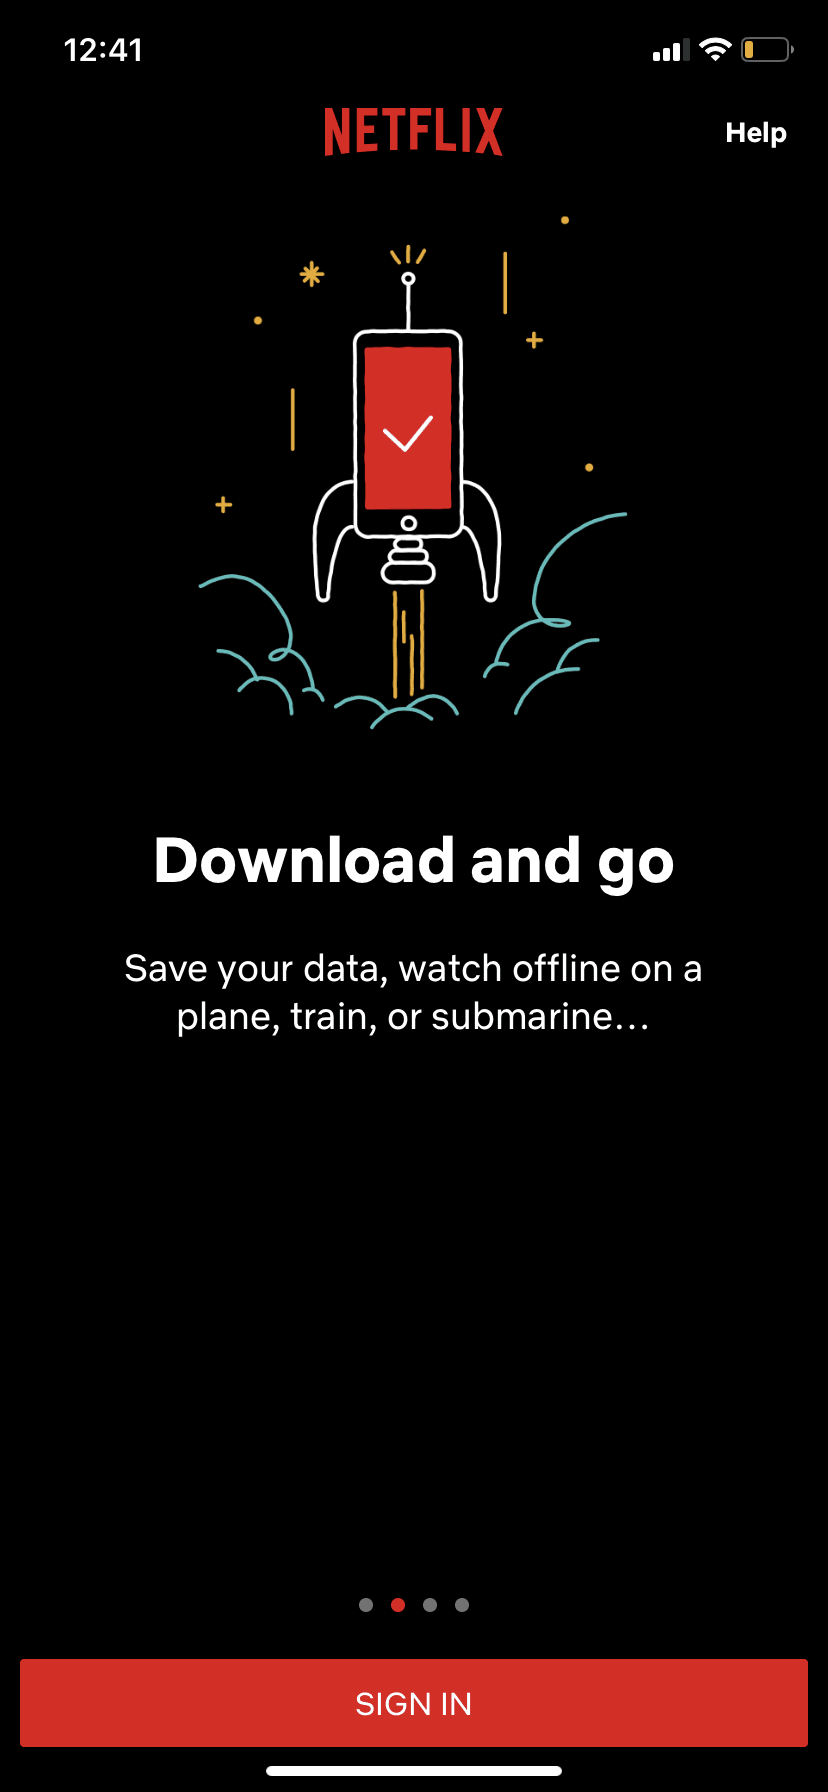 12:41
NETFLIX
Help
Download and go
Save your data, watch offline on a
plane, train, or submarine...
SIGN IN